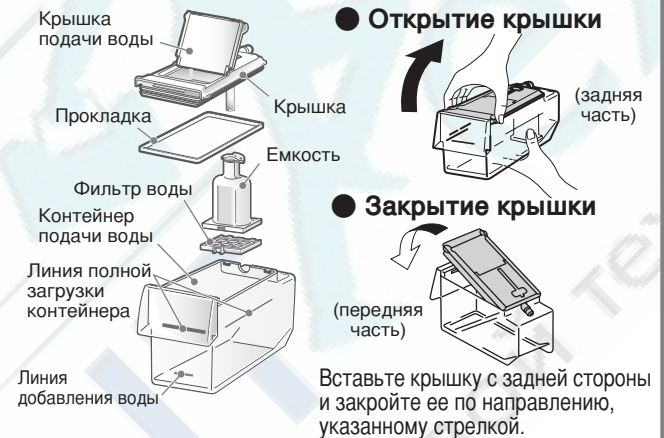 Крышка
подачи воды
Крышка
Прокладка
Емкость
Фильтр воды
Контейнер
подачи воды
Линия полной
загрузки
контейнера
Линия
добавления воды
● Открытие крышки
(задняя
часть)
● Закрытие крышки
(передняя
часть)
Вставьте крышку с задней стороны
и закройте ее по направлению,
указанному стрелкой.